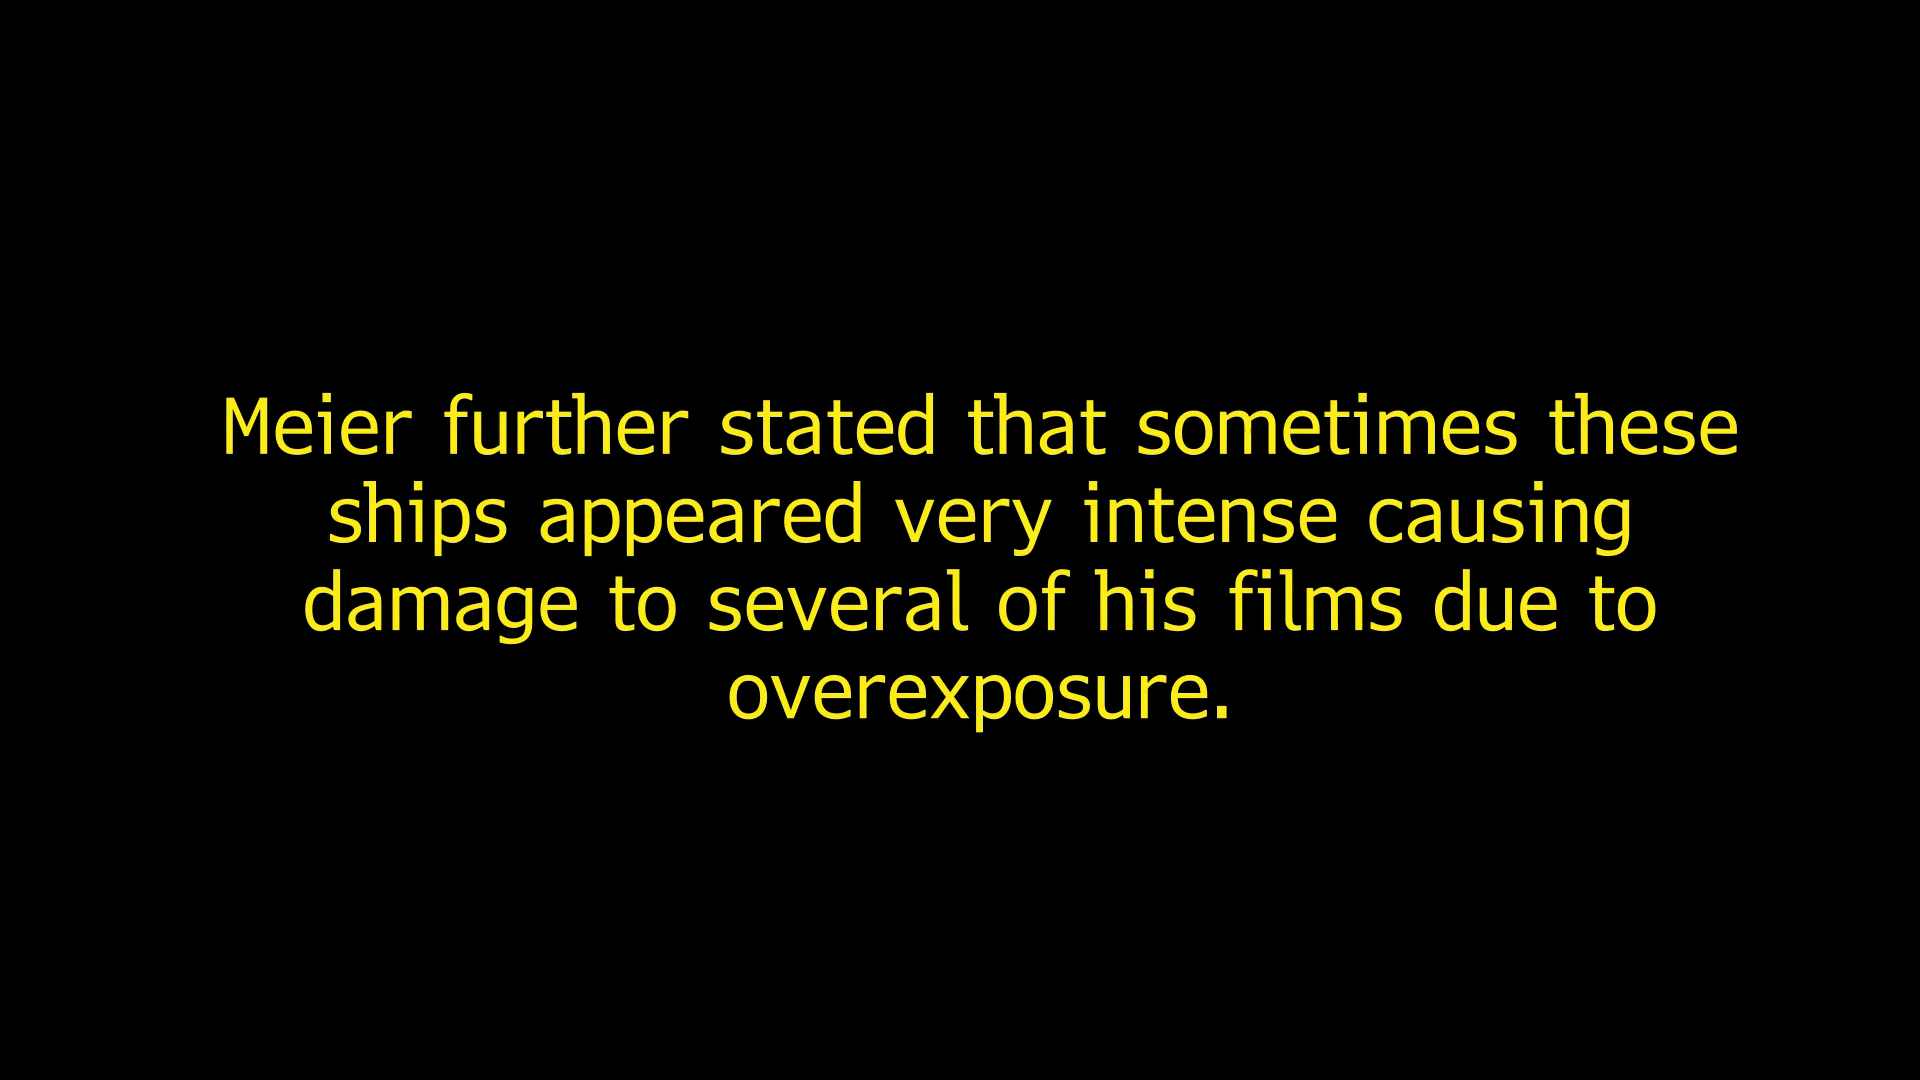 Meier further stated that sometimes these
ships appeared very intense causing
damage to several of his films due to
overexposure.